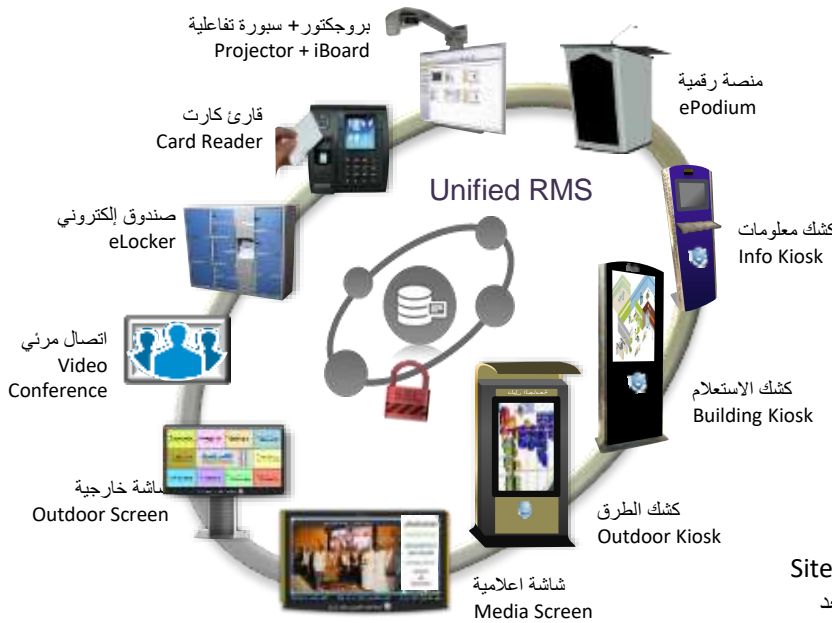 بروجكتور+ سبورة تفاعلية
Projector + iBoard
منصة رقمية
ePodium
قارئ كارت
Card Reader
Unified RMS
صندوق إلكتروني
eLocker
كشك معلومات
Info Kiosk
اتصال مرئي
Video
Conference
كشك الاستعلام
Building Kiosk
شاشة خارجية
Outdoor Screen
كشك الطرق
Outdoor Kiosk
شاشة اعلامية
Media Screen
Site